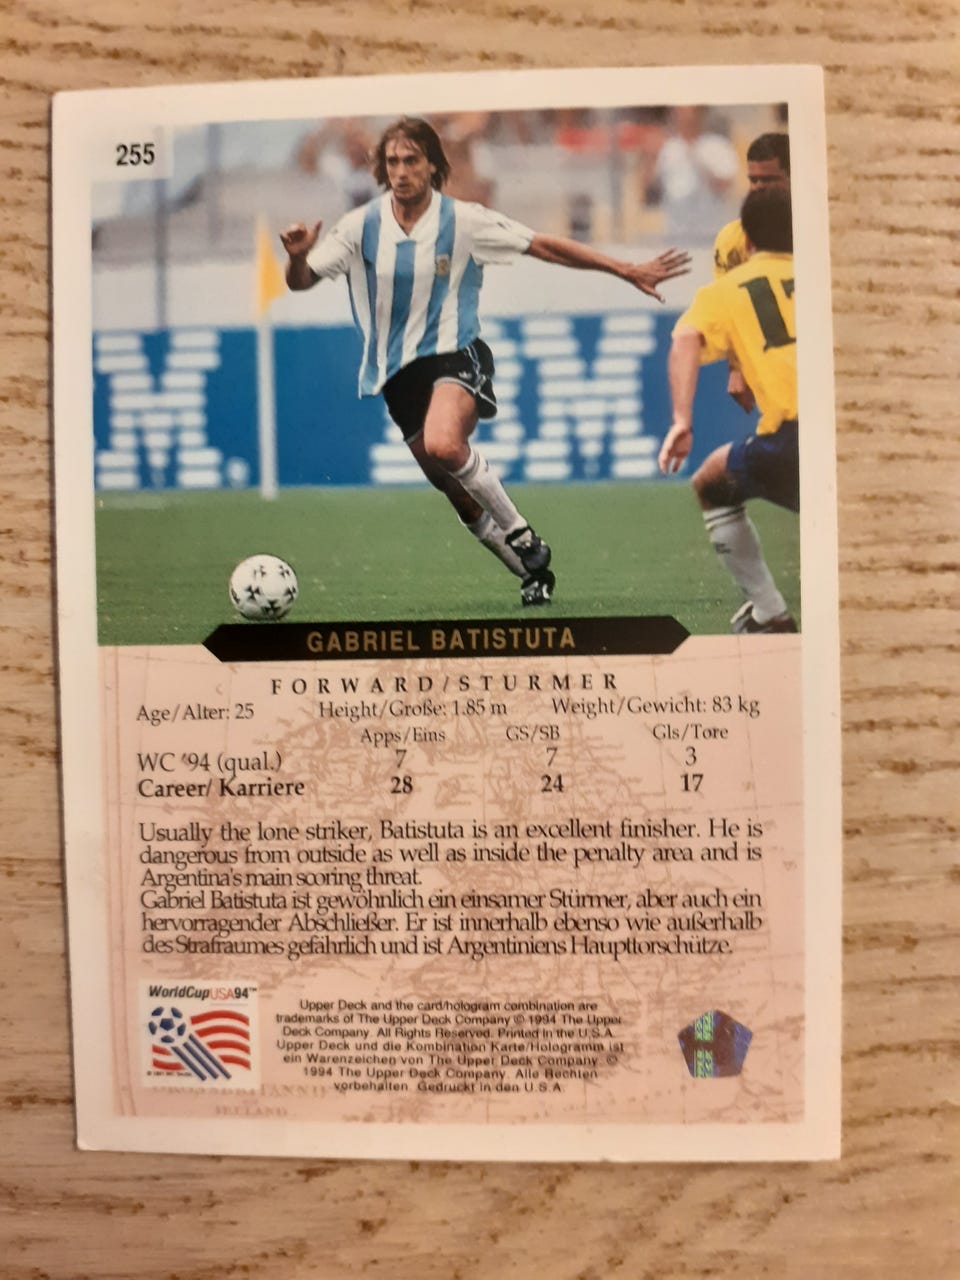 255
IBM.
IBM
1
GABRIEL BATISTUTA
FORWARD/STURMER
Age/Alter: 25 Height/Große: 1.85 m Weight/Gewicht: 83 kg
Apps/Eins GS/SB Gls/Tore
WC '94 (qual.) 7 7 3
Career/ Karriere 28 24 17
Usually the lone striker, Batistuta is an excellent finisher. He is
dangerous from outside as well as inside the penalty area and is
Argentina's main scoring threat.
Gabriel Batistuta ist gewöhnlich ein einsamer Stürmer, aber auch ein
hervorragender Abschließer. Er ist innerhalb ebenso wie außerhalb
des Strafraumes gefährlich und ist Argentiniens Haupttorschütze.
WorldCupUSA94™
Upper Deck and the card/hologram combination are
trademarks of The Upper Deck Company © 1994 The Upper
Deck Company. All Rights Reserved. Printed in the U.S.A.
Upper Deck und die Kombination Karte/Hologramm ist
ein Warenzeichen von The Upper Deck Company. ©
1994 The Upper Deck Company. Alle Rechten
vorbehalten. Gedruckt in den U.S.A.
IRELAND